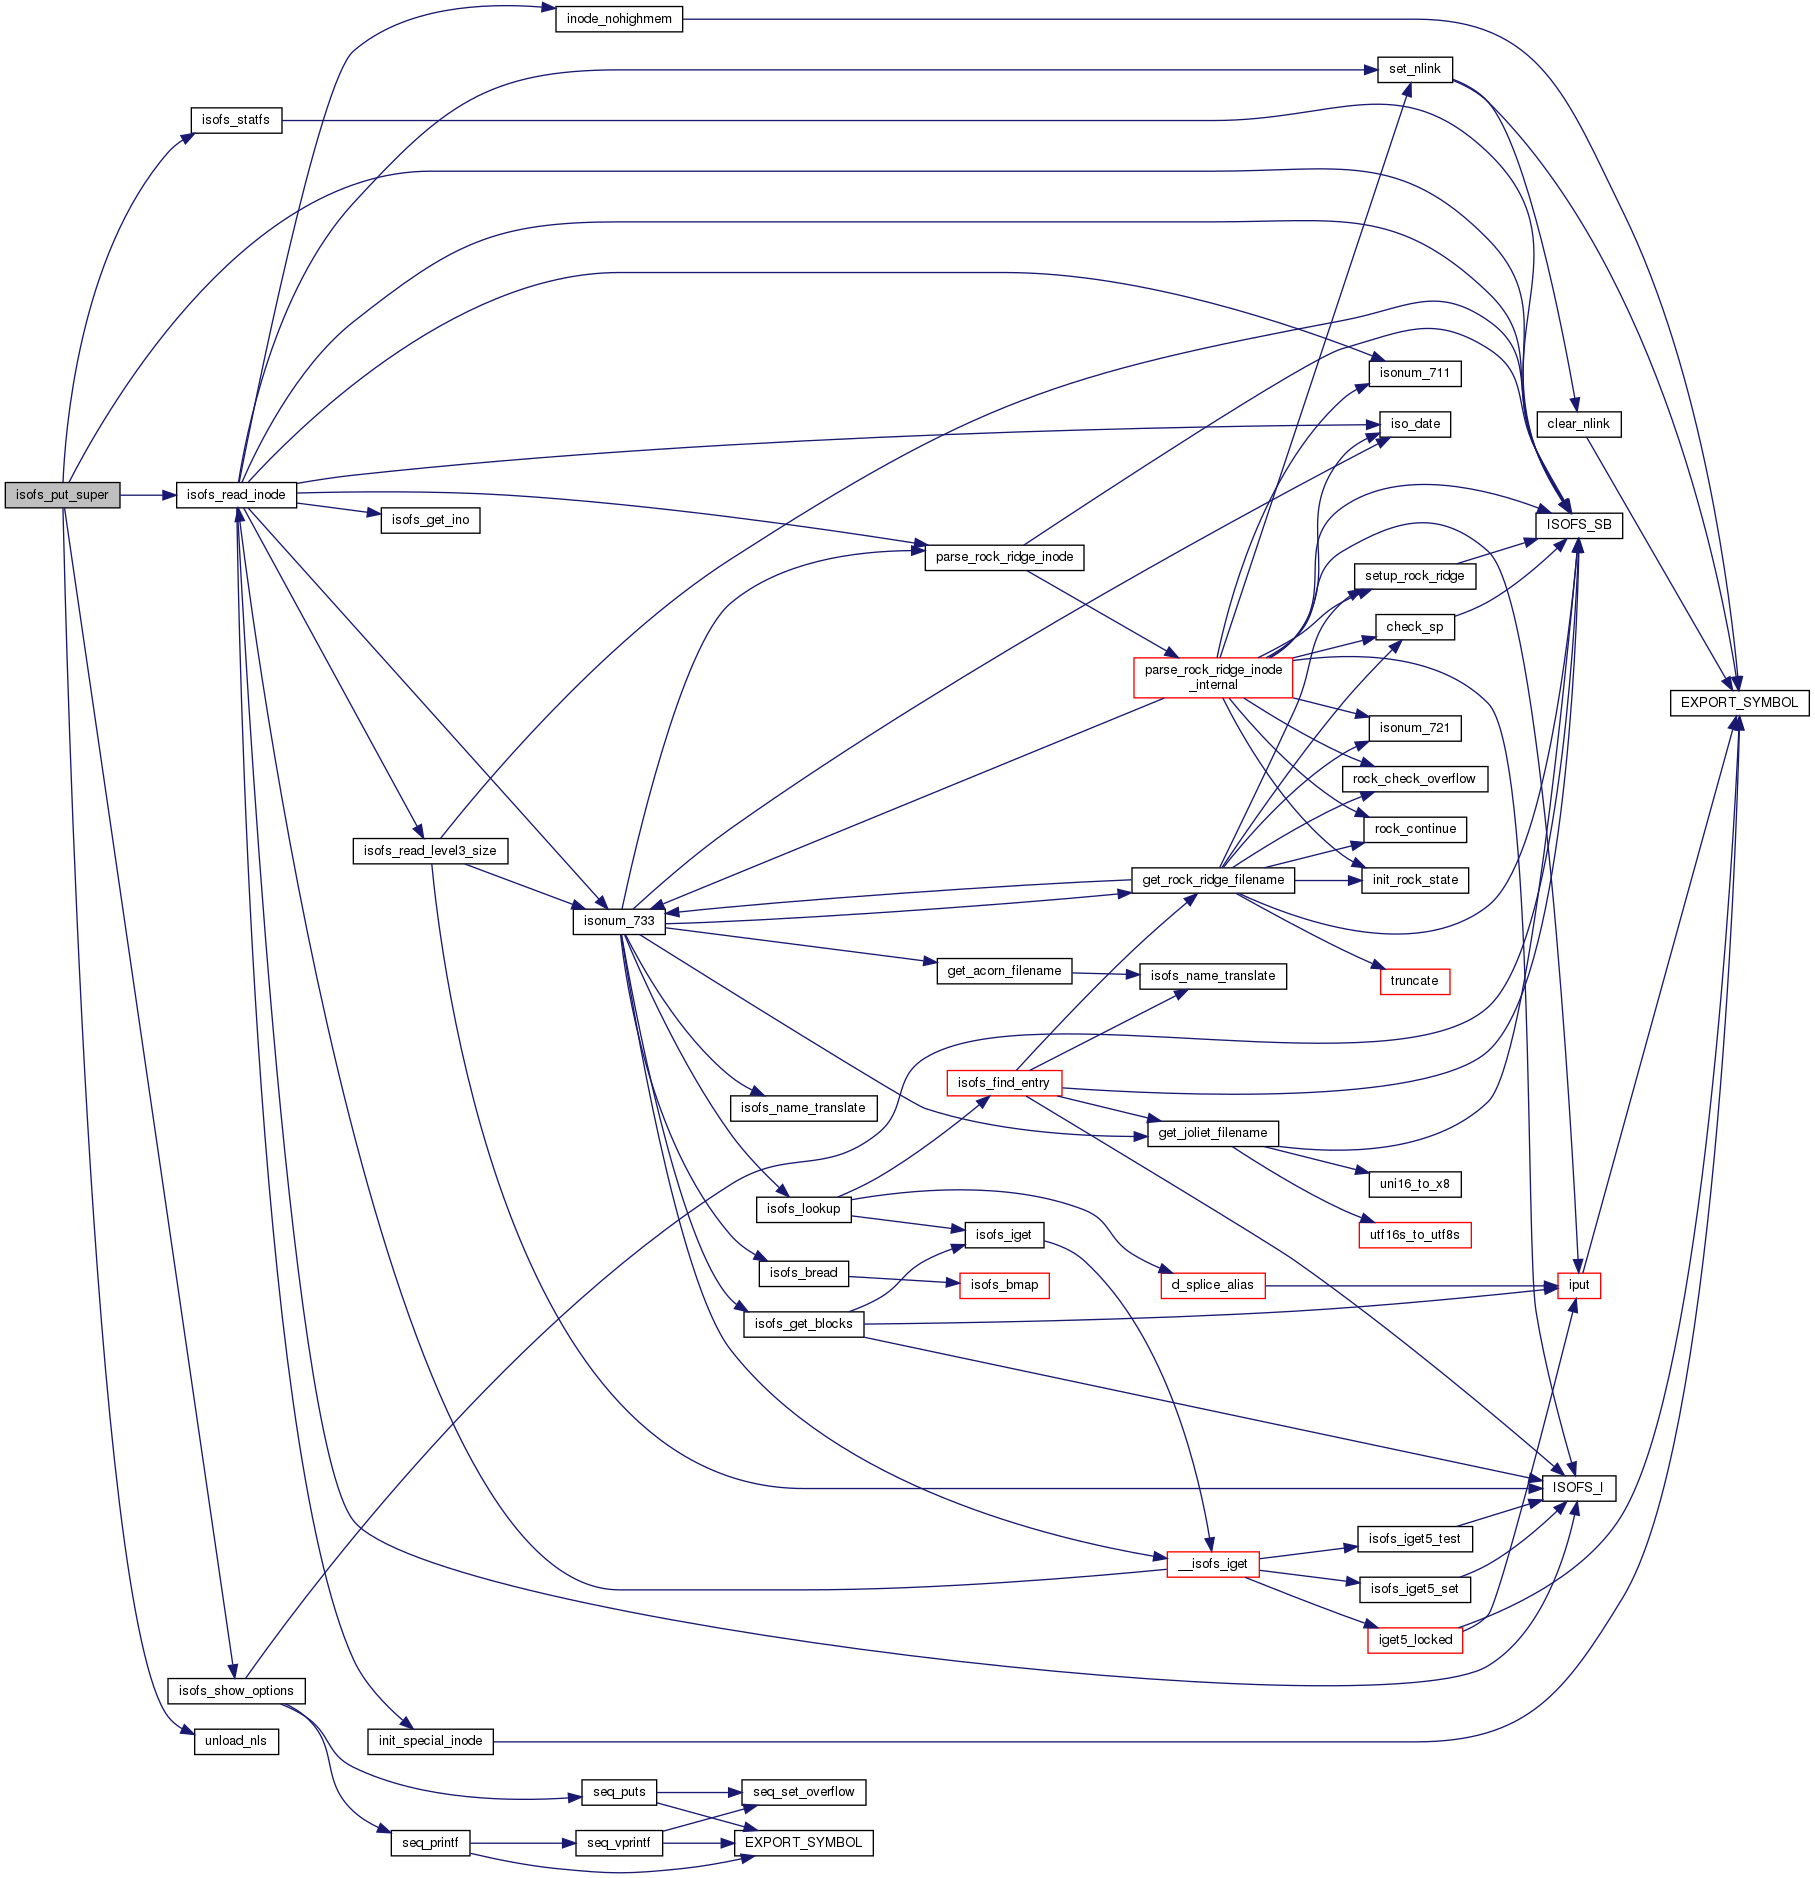 inode_nohighmem
set_nlink
isofs_statfs
isonum_711
iso_date
clear_nlink
isofs_put_super
isofs_read_inode
isofs_get_ino
ISOFS_SB
parse_rock_ridge_inode
setup_rock_ridge
check_sp
parse_rock_ridge_inode
_internal
EXPORT_SYMBOL
isonum_721
rock_check_overflow
rock_continue
isofs_read_level3_size
get_rock_ridge_filename
init_rock_state
isonum_733
get_acorn_filename
isofs_name_translate
truncate
isofs_find_entry
isofs_name_translate
get_joliet_filename
uni16_to_x8
isofs_lookup
isofs_iget
utf16s_to_utf8s
isofs_bread
isofs_bmap
d_splice_alias
iput
isofs_get_blocks
ISOFS_I
isofs_iget5_test
__isofs_iget
isofs_iget5_set
iget5_locked
isofs_show_options
unload_nls
init_special_inode
seq_puts
seq_set_overflow
seq_printf
seq_vprintf
EXPORT_SYMBOL